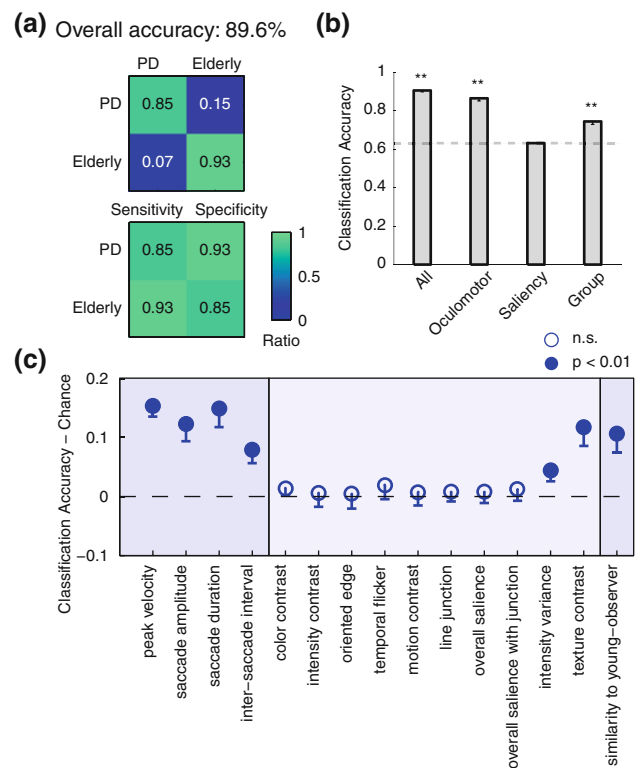 (a) Overall accuracy: 89.6%
PD Elderly
PD 0.85 0.15
Elderly 0.07 0.93
Sensitivity Specificity
PD 0.85 0.93
Elderly 0.93 0.85
1
0.5
0
Ratio
(b)
Classification Accuracy
1
0.8
0.6
0.4
0.2
0
** ** **
All Oculomotor Saliency Group
n.s.
p < 0.01
(c)
Classification Accuracy − Chance
0.2
0.1
0
−0.1
peak velocity
saccade amplitude
saccade duration
inter−saccade interval
color contrast
intensity contrast
oriented edge
temporal flicker
motion contrast
line junction
overall salience
overall salience with junction
intensity variance
texture contrast
similarity to young−observer